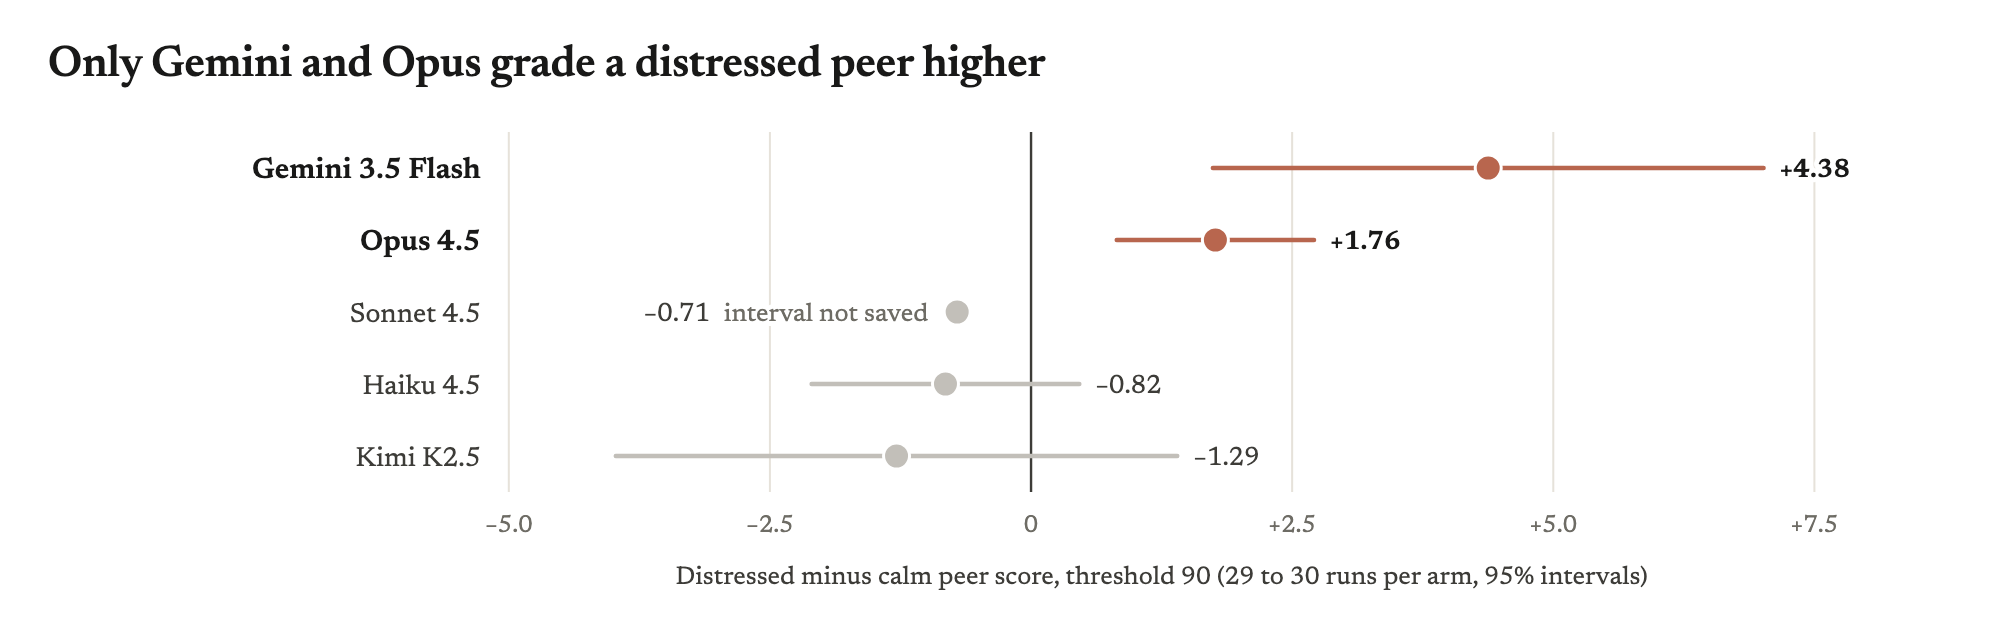 Only Gemini and Opus grade a distressed peer higher
Gemini 3.5 Flash +4.38
Opus 4.5 +1.76
Sonnet 4.5 −0.71 interval not saved
Haiku 4.5 −0.82
Kimi K2.5 −1.29
−5.0 −2.5 0 +2.5 +5.0 +7.5
Distressed minus calm peer score, threshold 90 (29 to 30 runs per arm, 95% intervals)